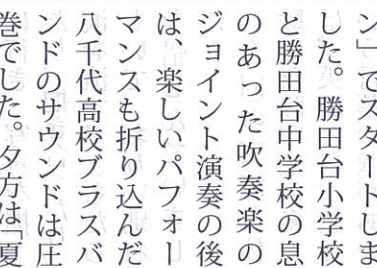 ン」でスタートしま
した。勝田台小学校
と勝田台中学校の息
のあった吹奏楽の
ジョイント演奏の後
は、楽しいパフォー
マンスも折り込んだ
八千代高校ブラスバ
ンドのサウンドは圧
巻でした。夕方は「夏